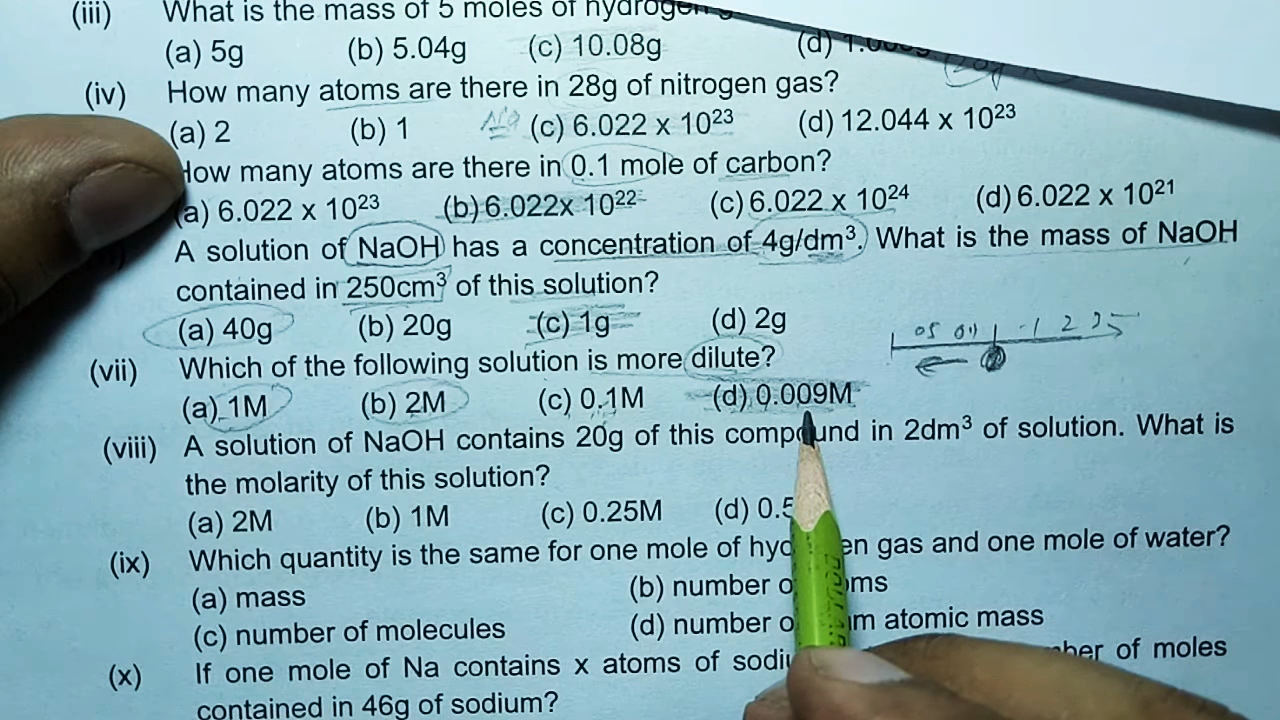 (iii) What is the mass of 5 moles of hydrogen
(a) 5g (b) 5.04g (c) 10.08g (d)
(iv) How many atoms are there in 28g of nitrogen gas?
(a) 2 (b) 1 (c) 6.022 x 10²³ (d) 12.044 x 10²³
How many atoms are there in 0.1 mole of carbon?
(a) 6.022 x 10²³ (b) 6.022x 10²² (c) 6.022 x 10²⁴ (d) 6.022 x 10²¹
A solution of NaOH has a concentration of 4g/dm³. What is the mass of NaOH
contained in 250cm³ of this solution?
(a) 40g (b) 20g (c) 1g (d) 2g
(vii) Which of the following solution is more dilute?
(a) 1M (b) 2M (c) 0.1M (d) 0.009M
(viii) A solution of NaOH contains 20g of this compound in 2dm³ of solution. What is
the molarity of this solution?
(a) 2M (b) 1M (c) 0.25M (d) 0.5
(ix) Which quantity is the same for one mole of hydrogen gas and one mole of water?
(a) mass (b) number of atoms
(c) number of molecules (d) number of gram atomic mass
(x) If one mole of Na contains x atoms of of moles
contained in 46g of sodium?